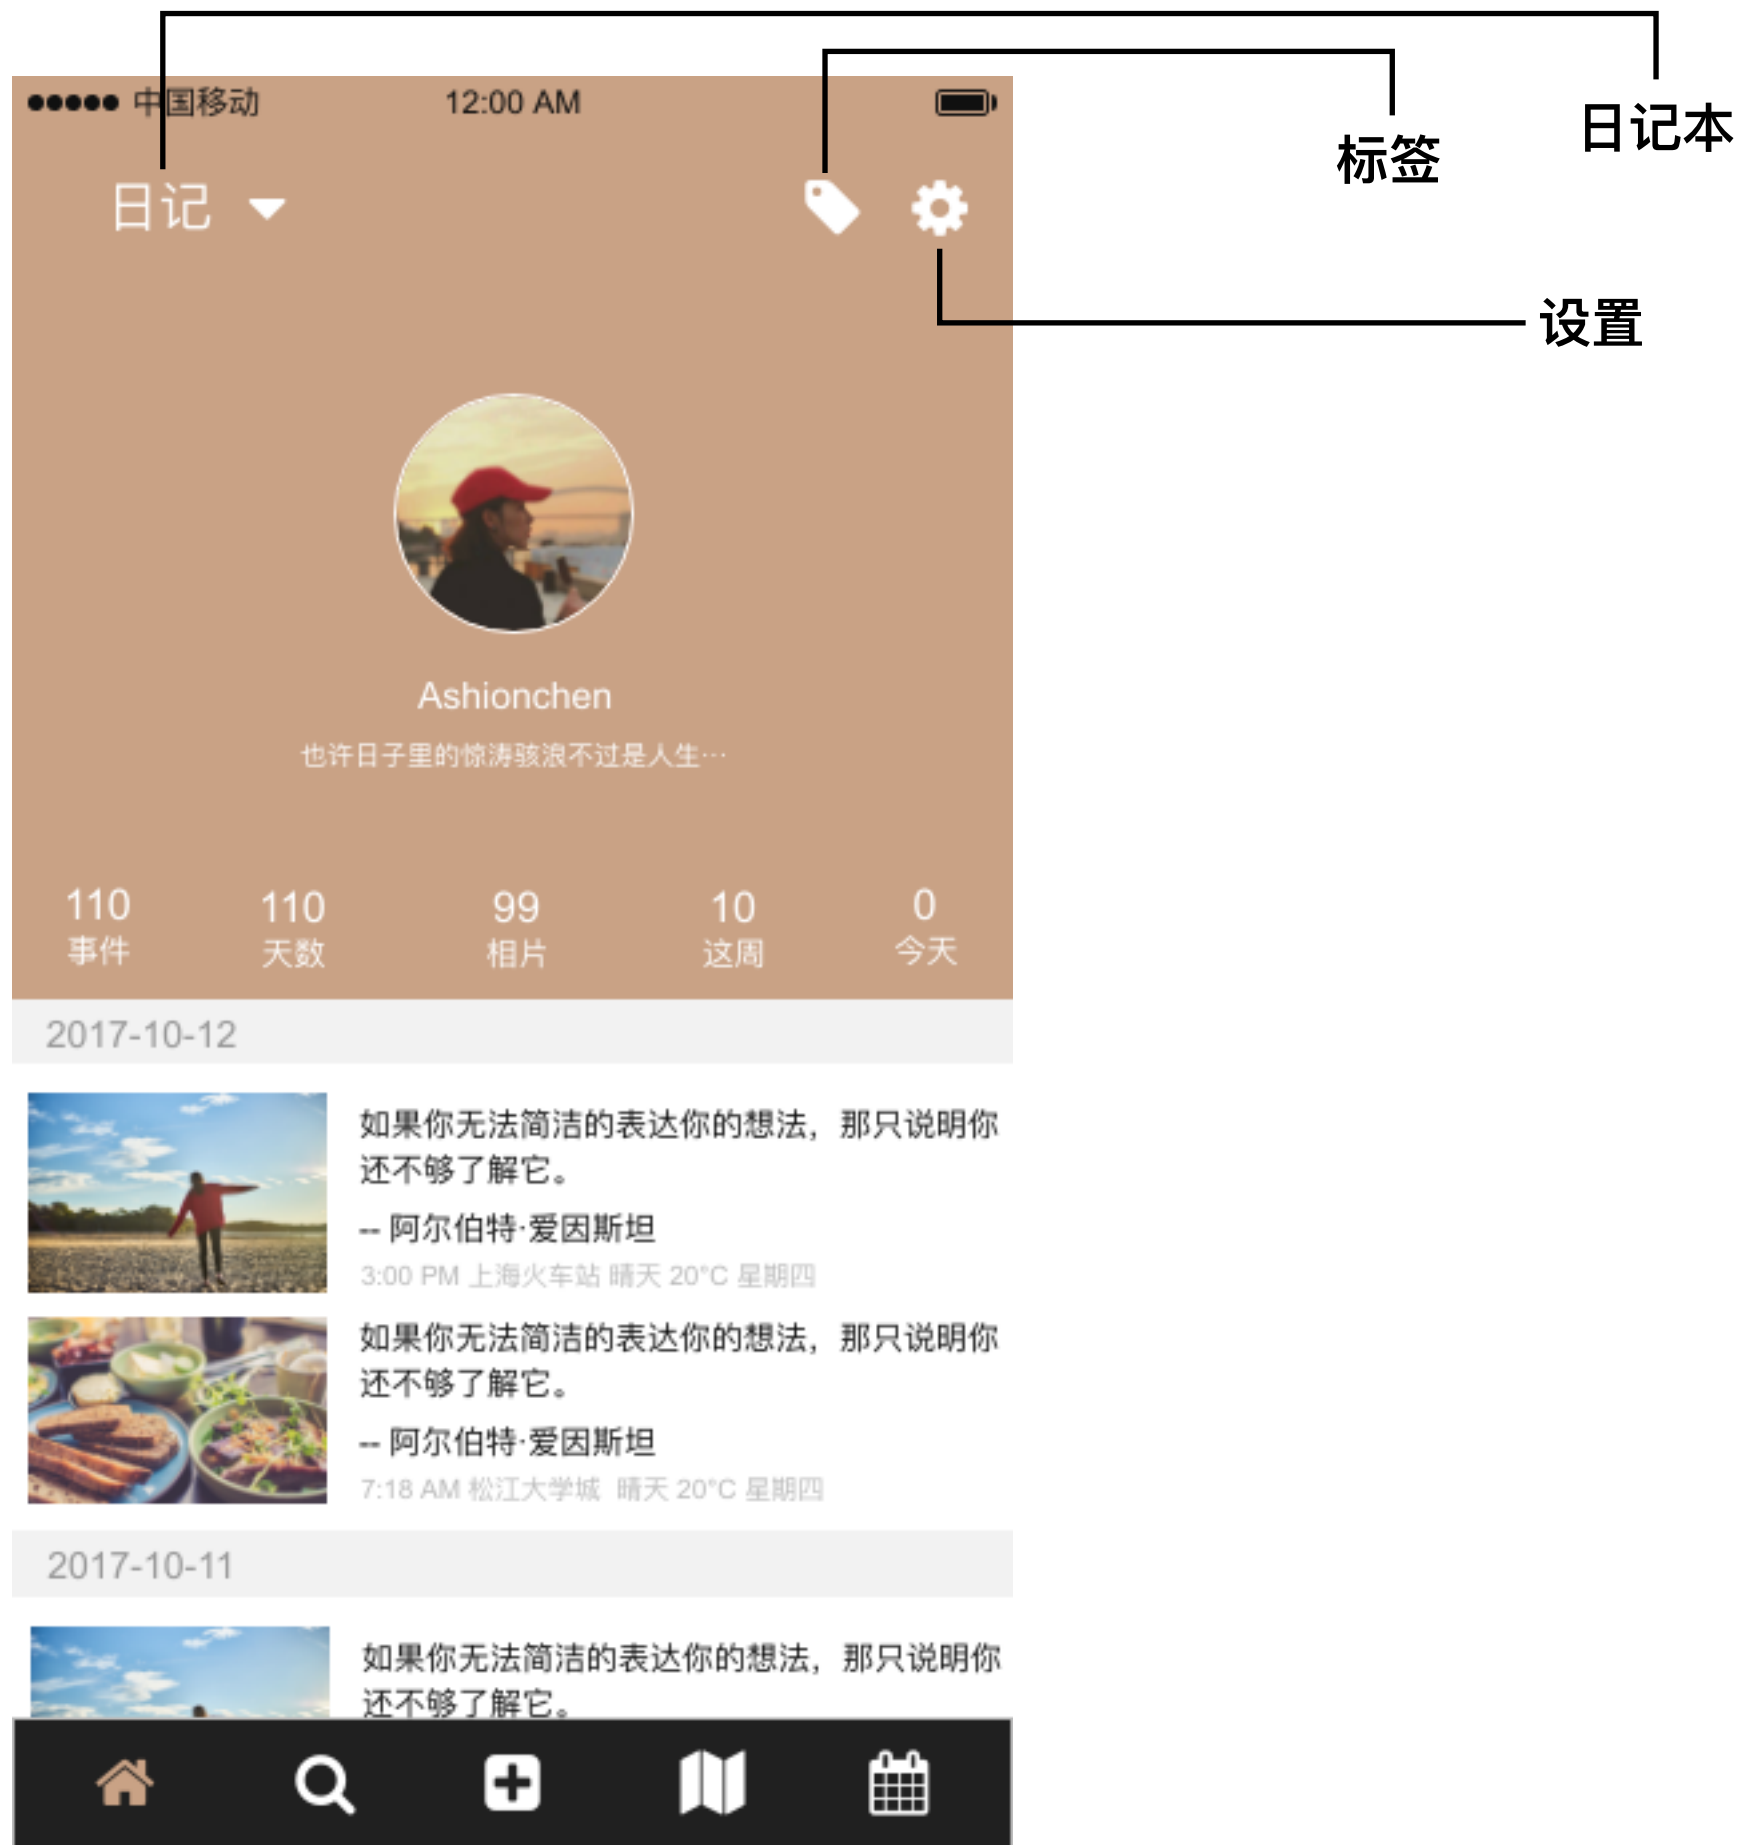 中国移动 12:00 AM
日记本
标签
日记
设置
Ashionchen
也许日子里的惊涛骇浪不过是人生…
110 110 99 10 0
事件 天数 相片 这周 今天
2017-10-12
如果你无法简洁的表达你的想法，那只说明你
还不够了解它。
-- 阿尔伯特·爱因斯坦
3:00 PM 上海火车站 晴天 20°C 星期四
如果你无法简洁的表达你的想法，那只说明你
还不够了解它。
-- 阿尔伯特·爱因斯坦
7:18 AM 松江大学城 晴天 20°C 星期四
2017-10-11
如果你无法简洁的表达你的想法，那只说明你
还不够了解它。